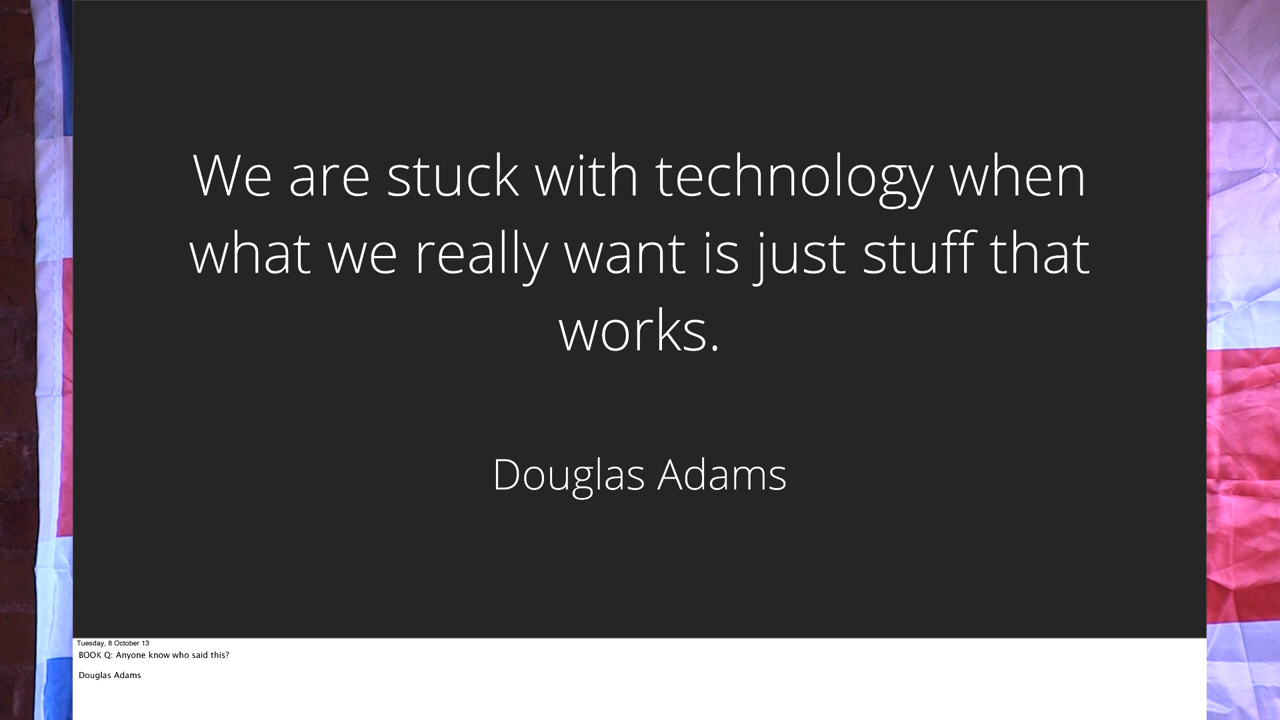 We are stuck with technology when
what we really want is just stuff that
works.
Douglas Adams
Tuesday, 8 October 13
BOOK Q: Anyone know who said this?
Douglas Adams